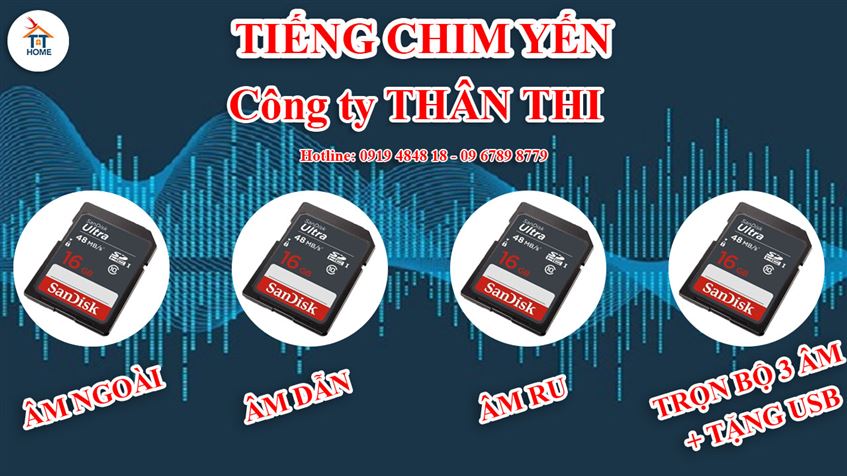 TT
HOME
TIẾNG CHIM YẾN
Công ty THÂN THI
Hotline: 0919 4848 18 - 09 6789 8779
SanDisk
Ultra
48 MB/s
16 GB
SanDisk
SanDisk
Ultra
48 MB/s
16 GB
SanDisk
SanDisk
Ultra
48 MB/s
16 GB
SanDisk
SanDisk
Ultra
48 MB/s
16 GB
SanDisk
ÂM NGOÀI
ÂM DẪN
ÂM RU
TRỌN BỘ 3 ÂM
+ TẶNG USB